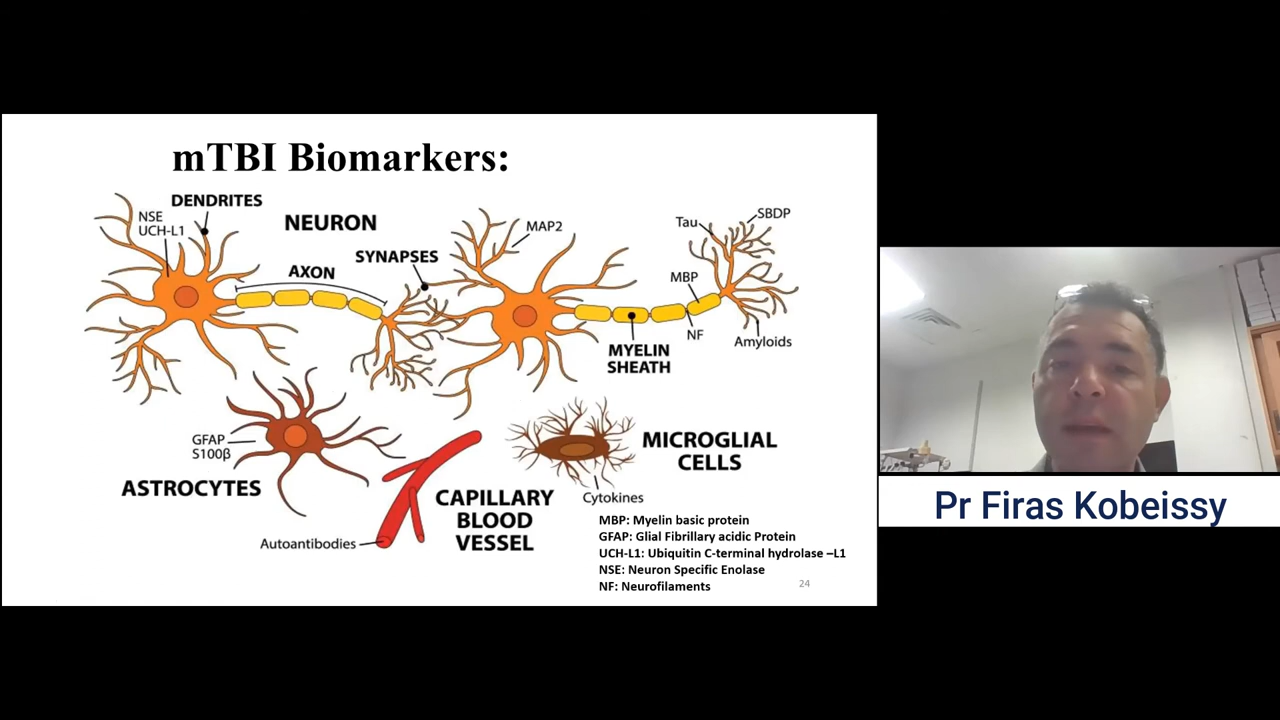 mTBI Biomarkers:
DENDRITES
NSE
UCH-L1
NEURON
SYNAPSES
AXON
MAP2
Tau
SBDP
MBP
NF
Amyloids
MYELIN
SHEATH
GFAP
S100β
ASTROCYTES
CAPILLARY
BLOOD
VESSEL
Autoantibodies
MICROGLIAL
CELLS
Cytokines
MBP: Myelin basic protein
GFAP: Glial Fibrillary acidic Protein
UCH-L1: Ubiquitin C-terminal hydrolase –L1
NSE: Neuron Specific Enolase
NF: Neurofilaments
24
Pr Firas Kobeissy